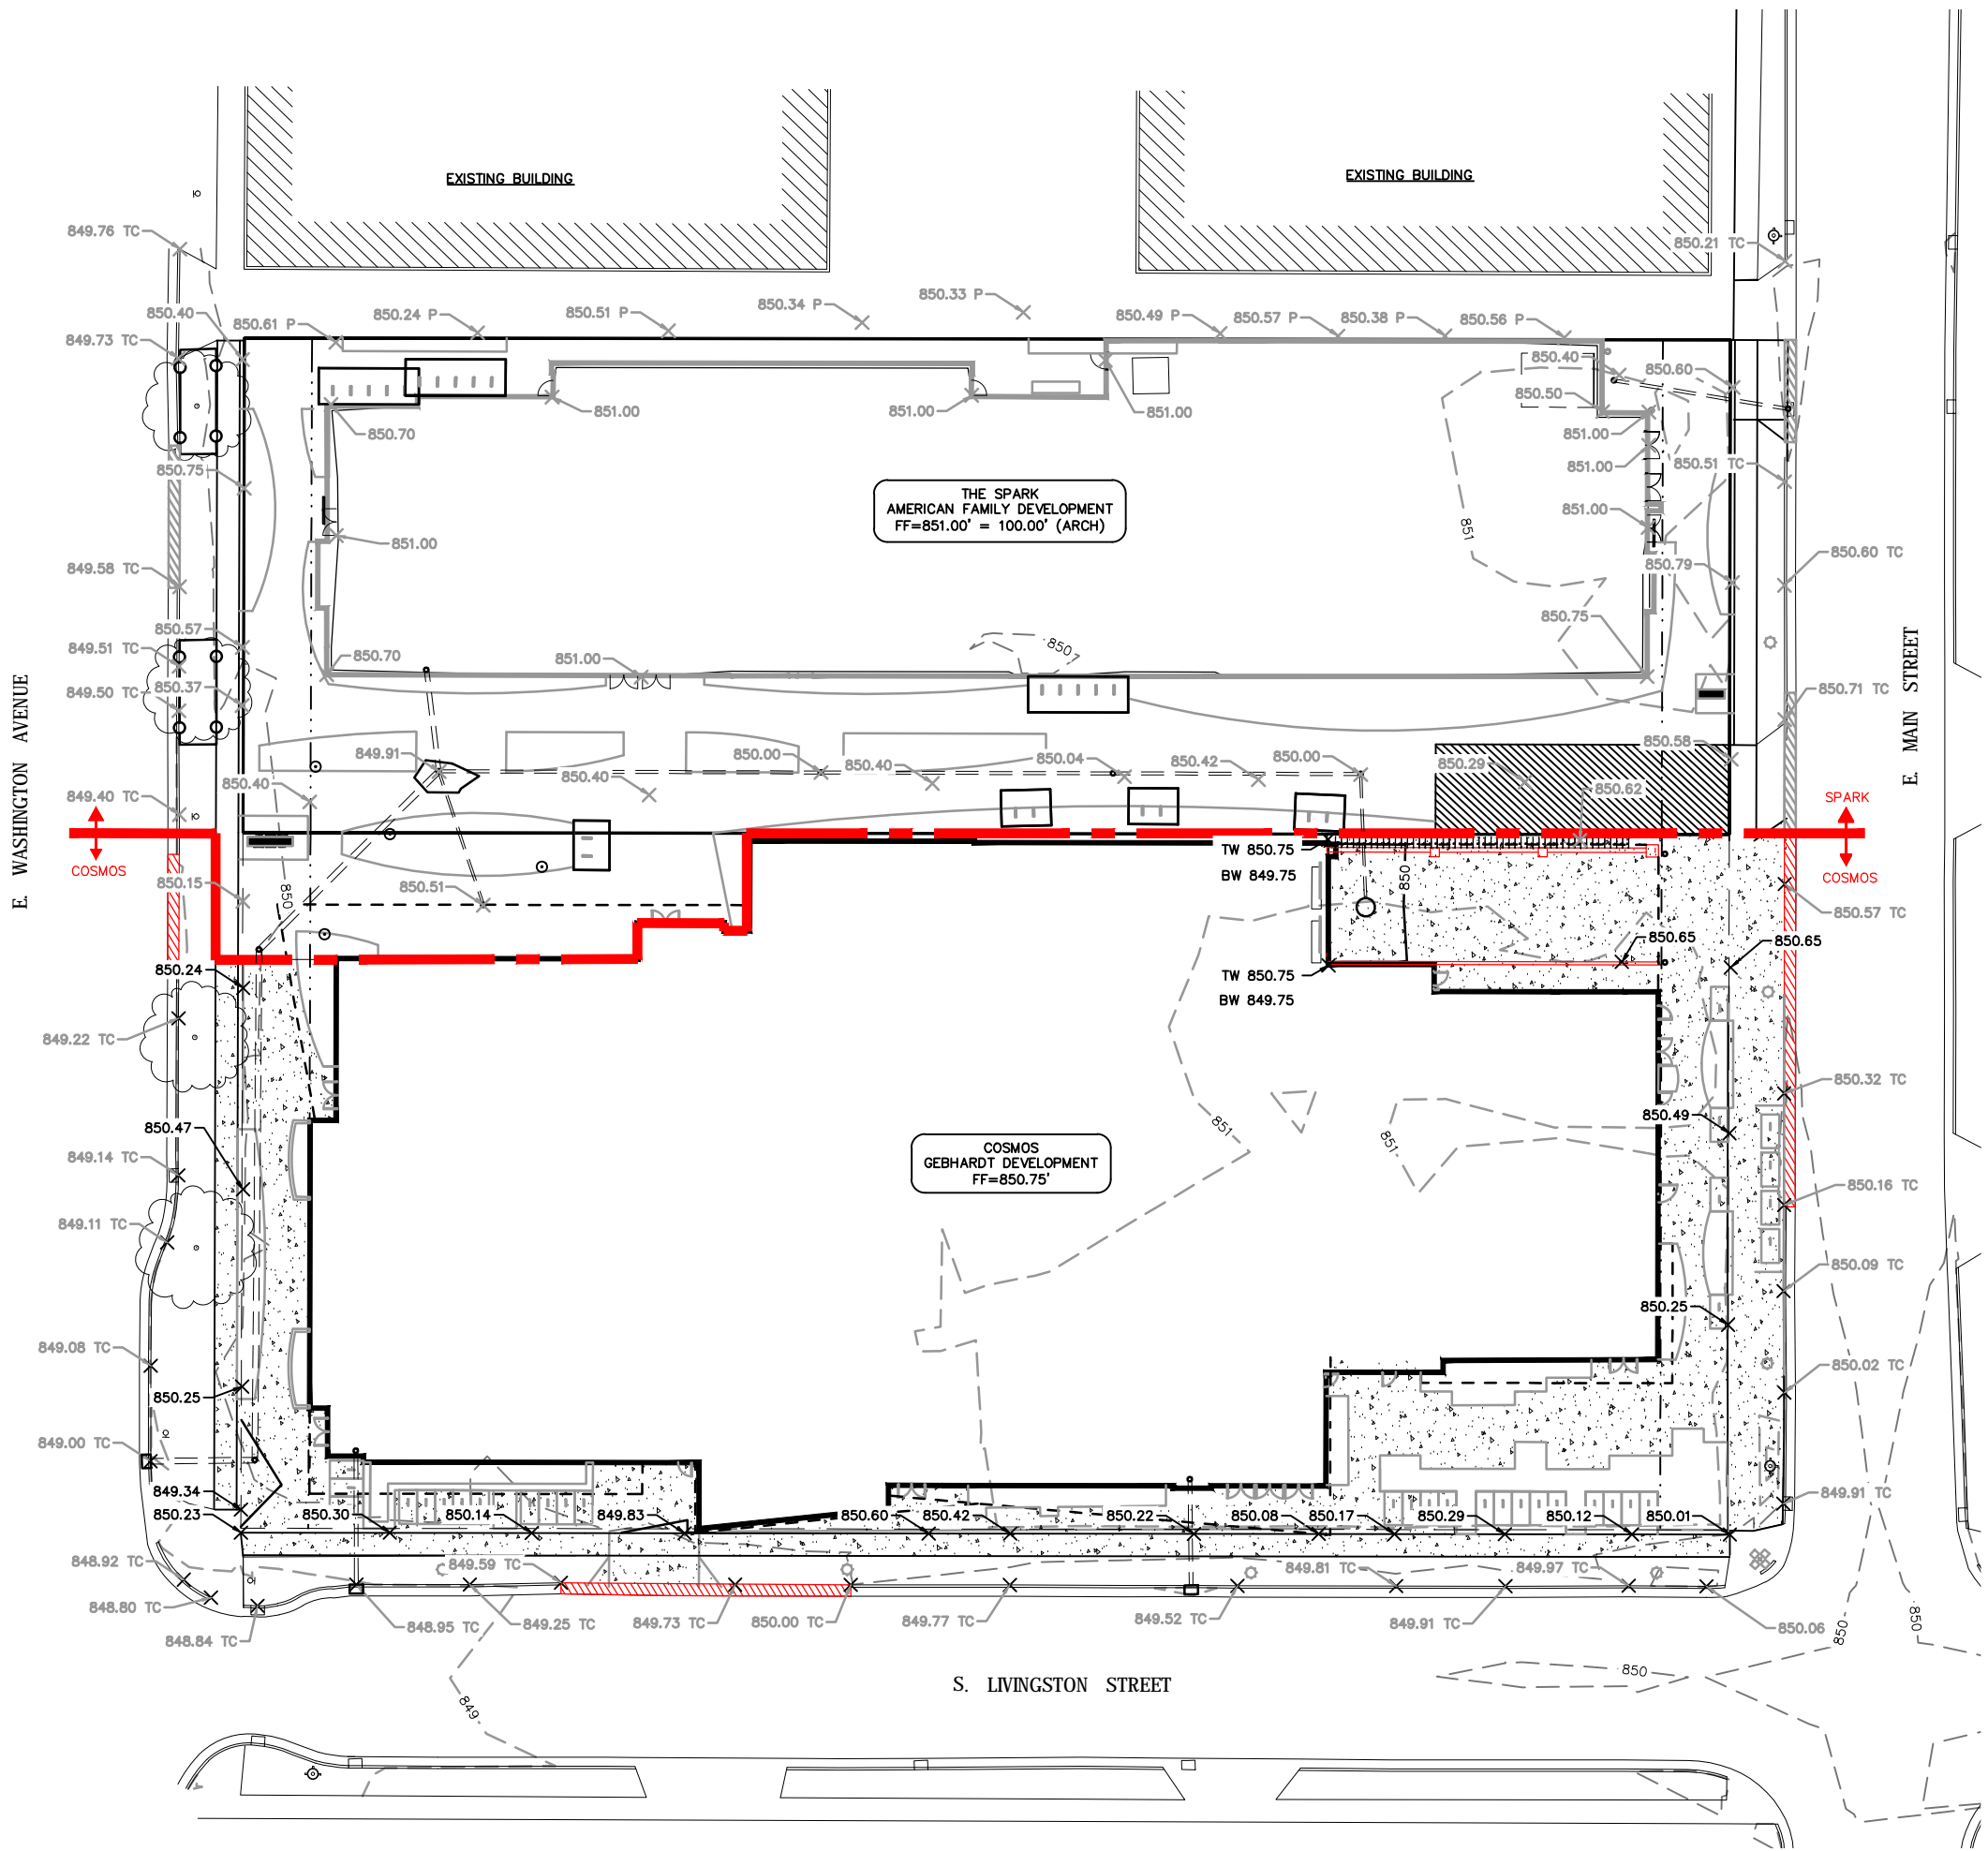 EXISTING BUILDING
EXISTING BUILDING
849.76 TC
850.21 TC
850.40
850.61 P
850.24 P
850.51 P
850.34 P
850.33 P
850.49 P
850.57 P
850.38 P
850.56 P
849.73 TC
850.40
850.60
850.50
851.00
851.00
851.00
850.70
851.00
850.75
851.00
850.51 TC
THE SPARK
AMERICAN FAMILY DEVELOPMENT
FF=851.00' = 100.00' (ARCH)
851
851.00
851.00
850.60 TC
849.58 TC
850.79
850.57
850.75
849.51 TC
850.70
851.00
850
E. WASHINGTON AVENUE
E. MAIN STREET
849.50 TC
850.37
850.71 TC
849.91
850.00
850.40
850.04
850.42
850.00
850.58
850.29
850.40
850.40
850.62
849.40 TC
SPARK
COSMOS
COSMOS
TW 850.75
BW 849.75
850.15
850
850.51
850
850.57 TC
850.65
850.65
850.24
TW 850.75
BW 849.75
849.22 TC
850.32 TC
850.47
851
851
850.49
849.14 TC
COSMOS
GEBHARDT DEVELOPMENT
FF=850.75'
850.16 TC
849.11 TC
850.09 TC
850.25
849.08 TC
850.02 TC
850.25
849.00 TC
849.34
849.91 TC
850.23
850.30
850.14
849.83
850.60
850.42
850.22
850.08
850.17
850.29
850.12
850.01
848.92 TC
849.59 TC
849.81 TC
849.97 TC
848.80 TC
848.84 TC
848.95 TC
849.25 TC
849.73 TC
850.00 TC
849.77 TC
849.52 TC
849.91 TC
850.06
850
850
850
849
S. LIVINGSTON STREET